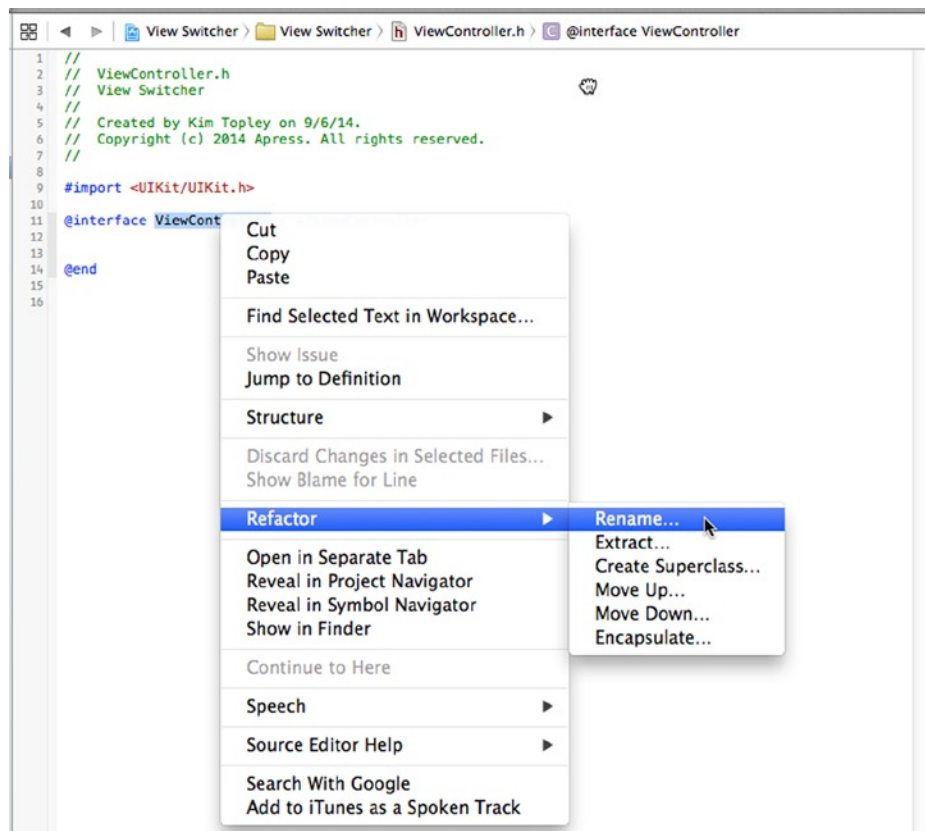 View Switcher View Switcher h ViewController.h C @interface ViewController
1 //
2 // ViewController.h
3 // View Switcher
4 //
5 // Created by Kim Topley on 9/6/14.
6 // Copyright (c) 2014 Apress. All rights reserved.
7 //
8
9 #import <UIKit/UIKit.h>
10
11 @interface ViewCont
12
13
14 @end
15
16
Cut
Copy
Paste
Find Selected Text in Workspace...
Show Issue
Jump to Definition
Structure
Discard Changes in Selected Files...
Show Blame for Line
Refactor
Rename...
Extract...
Create Superclass...
Move Up...
Move Down...
Encapsulate...
Open in Separate Tab
Reveal in Project Navigator
Reveal in Symbol Navigator
Show in Finder
Continue to Here
Speech
Source Editor Help
Search With Google
Add to iTunes as a Spoken Track